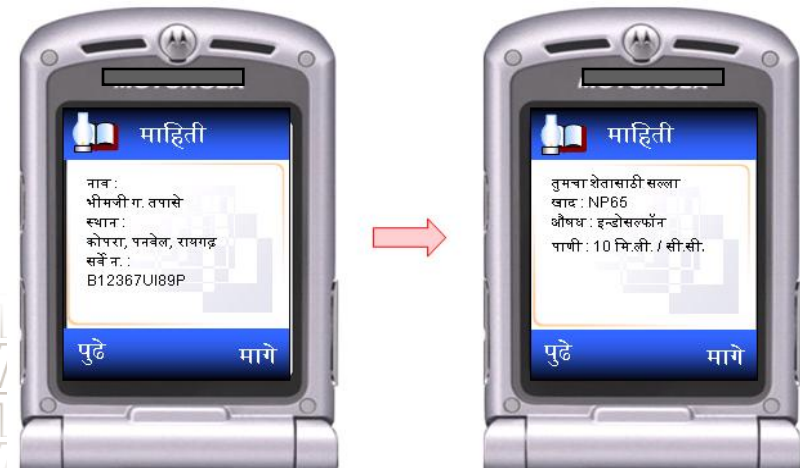 माहिती
नाव :
भीमजी ग. तपासे
स्थान :
कोपरा, पनवेल, रायगढ़
सर्वे न. :
B12367UI89P
पुढे
मागे
माहिती
तुमचा शेतासाठी सल्ला
खाद : NP65
औषध : इन्डोसल्फॉन
पाणी : 10 मि.ली. / सी.सी.
पुढे
मागे